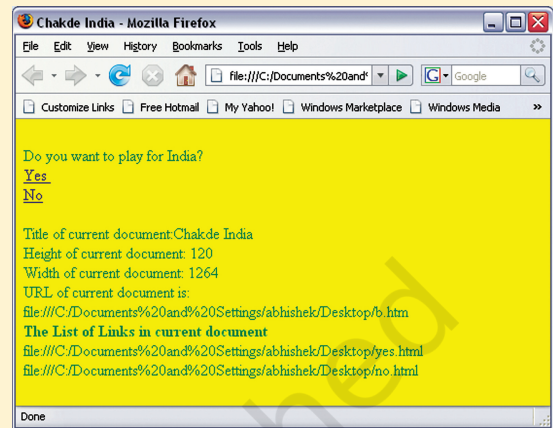 Chakde India - Mozilla Firefox
File Edit View History Bookmarks Tools Help
file:///C:/Documents%20and% Google
Customize Links Free Hotmail My Yahoo! Windows Marketplace Windows Media »
Do you want to play for India?
Yes
No
Title of current document:Chakde India
Height of current document: 120
Width of current document: 1264
URL of current document is:
file:///C:/Documents%20and%20Settings/abhishek/Desktop/b.htm
The List of Links in current document
file:///C:/Documents%20and%20Settings/abhishek/Desktop/yes.html
file:///C:/Documents%20and%20Settings/abhishek/Desktop/no.html
Done